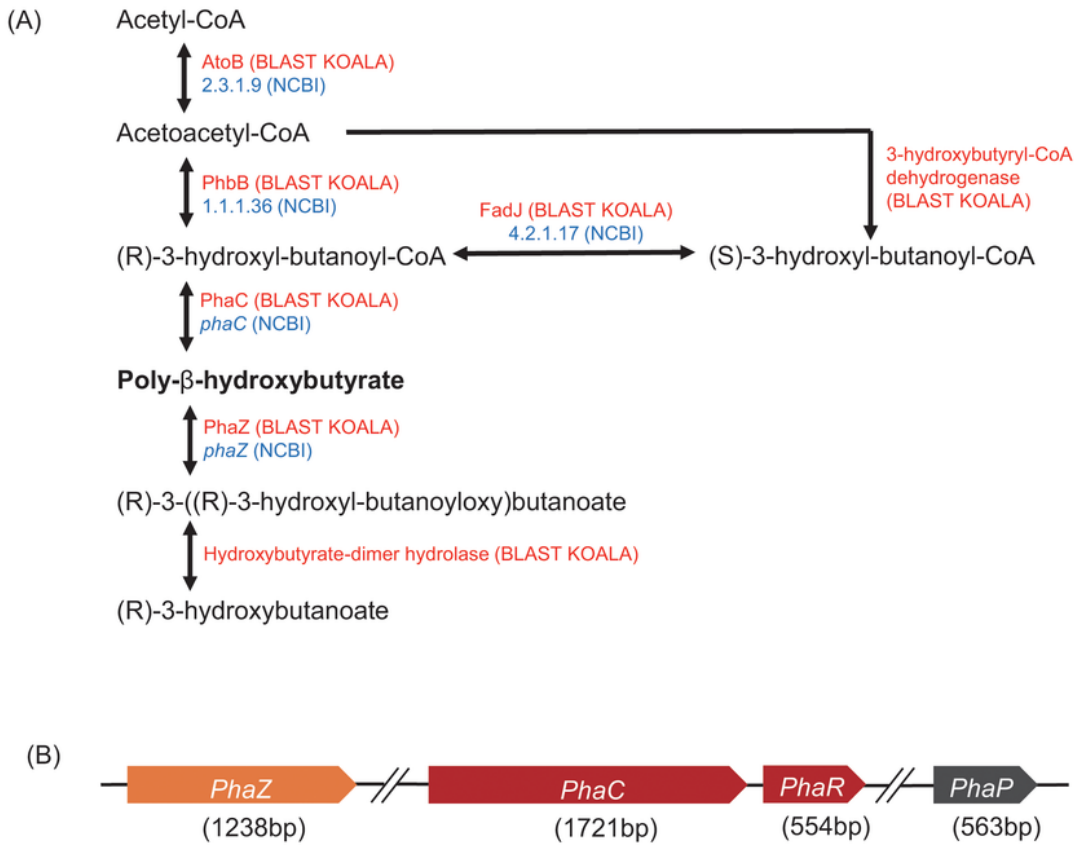 (A)
Acetyl-CoA
AtoB (BLAST KOALA)
2.3.1.9 (NCBI)
Acetoacetyl-CoA
PhbB (BLAST KOALA)
1.1.1.36 (NCBI)
3-hydroxybutyryl-CoA
dehydrogenase
(BLAST KOALA)
FadJ (BLAST KOALA)
4.2.1.17 (NCBI)
(R)-3-hydroxyl-butanoyl-CoA
(S)-3-hydroxyl-butanoyl-CoA
PhaC (BLAST KOALA)
phaC (NCBI)
Poly-β-hydroxybutyrate
PhaZ (BLAST KOALA)
phaZ (NCBI)
(R)-3-((R)-3-hydroxyl-butanoyloxy)butanoate
Hydroxybutyrate-dimer hydrolase (BLAST KOALA)
(R)-3-hydroxybutanoate
(B)
PhaZ PhaC PhaR PhaP
(1238bp) (1721bp) (554bp) (563bp)